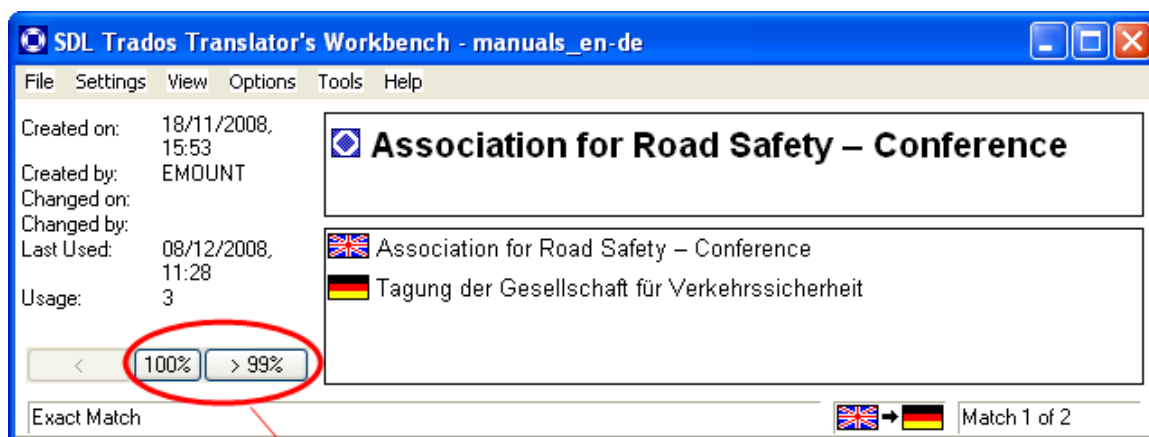 SDL Trados Translator's Workbench - manuals_en-de
File Settings View Options Tools Help
Created on: 18/11/2008,
15:53
Created by: EMOUNT
Changed on:
Changed by:
Last Used: 08/12/2008,
11:28
Usage: 3
< 100% > 99%
Association for Road Safety – Conference
Association for Road Safety – Conference
Tagung der Gesellschaft für Verkehrssicherheit
Exact Match
Match 1 of 2